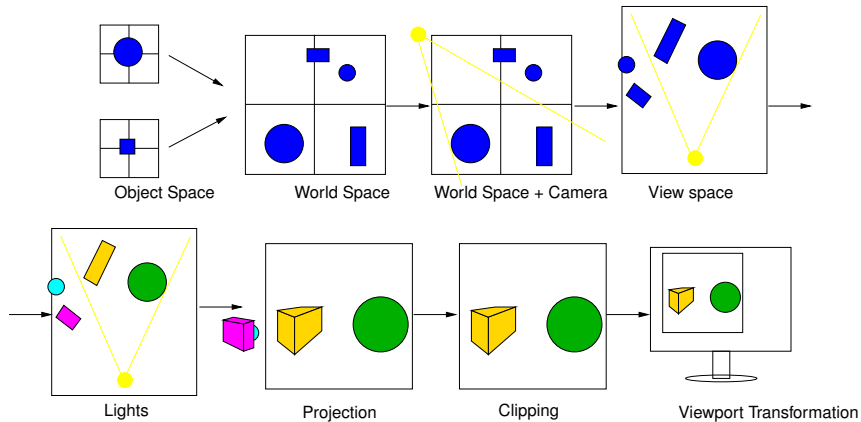 Object Space
World Space
World Space + Camera
View space
Lights
Projection
Clipping
Viewport Transformation